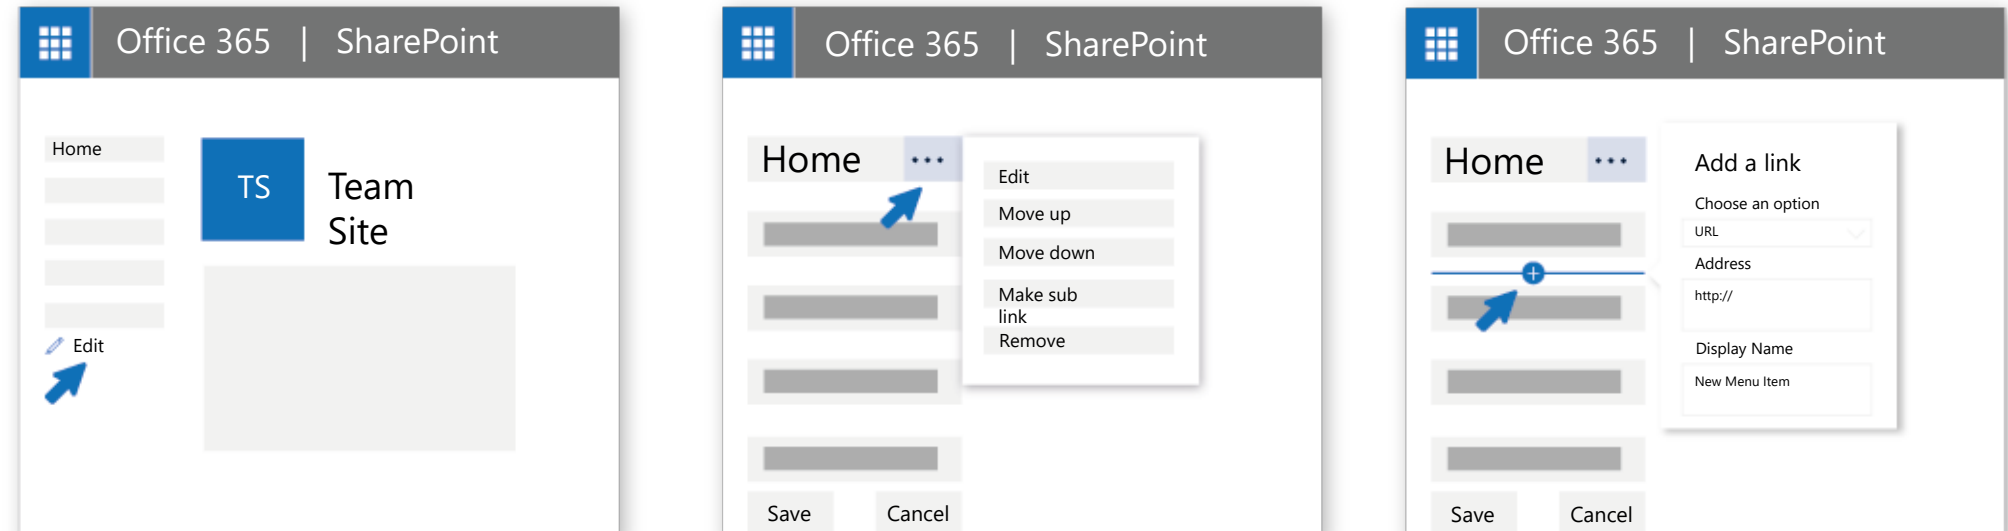 Office 365 | SharePoint
Home
TS
Team
Site
Edit
Office 365 | SharePoint
Home
Edit
Move up
Move down
Make sub
link
Remove
Save
Cancel
Office 365 | SharePoint
Home
Add a link
Choose an option
URL
Address
http://
Display Name
New Menu Item
Save
Cancel